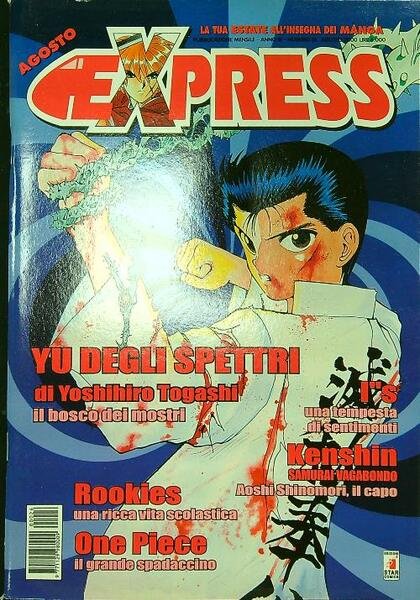 LA TUA ESTATE ALL'INSEGNA DEI MANGA
AGOSTO
EXPRESS
YU DEGLI SPETTRI
di Yoshihiro Togashi
il bosco dei mostri
I"s
una tempesta
di sentimenti
Kenshin
SAMURAI VAGABONDO
Aoshi Shinomori, il capo
Rookies
una ricca vita scolastica
One Piece
il grande spadaccino
STAR
COMICS